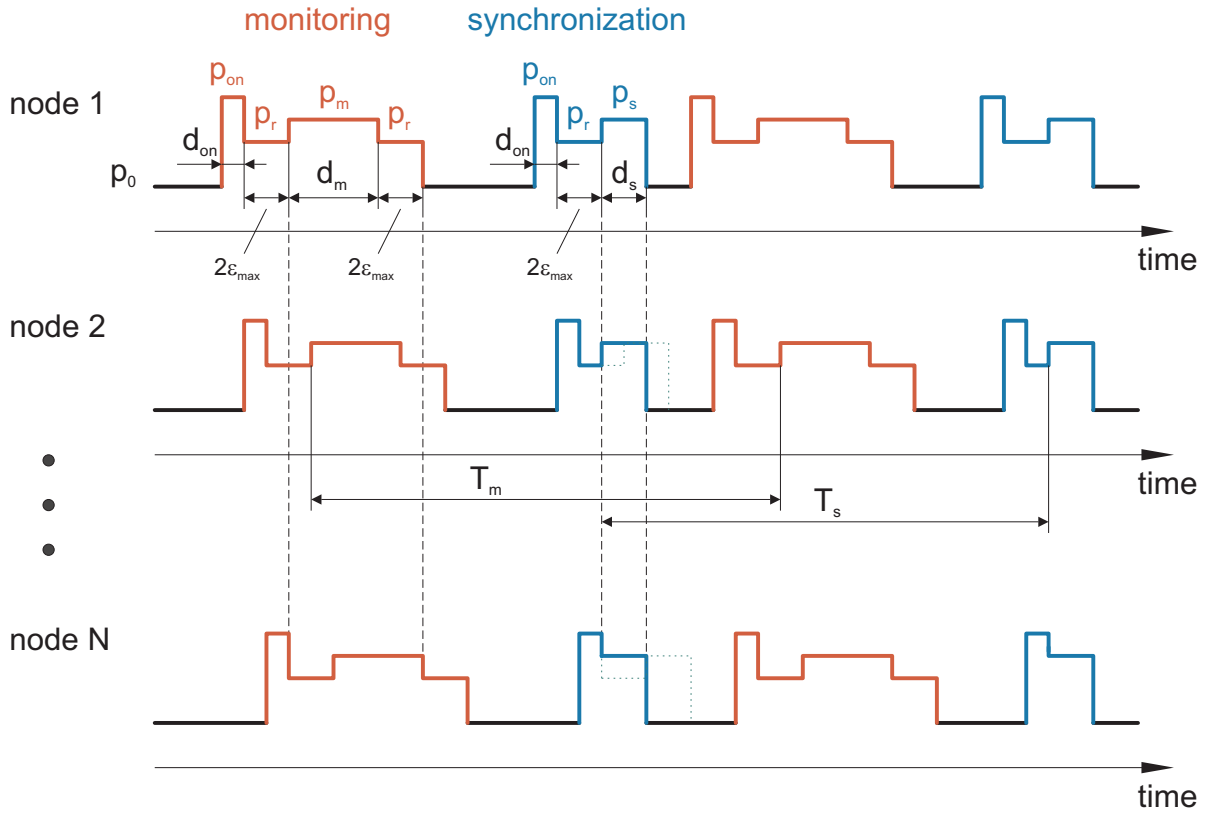 monitoring synchronization
node 1
p_on p_on
p_r p_m p_r p_r p_s
d_on d_on
p_0 d_m d_s
2ε_max 2ε_max 2ε_max
time
node 2
T_m
time
T_s
node N
time